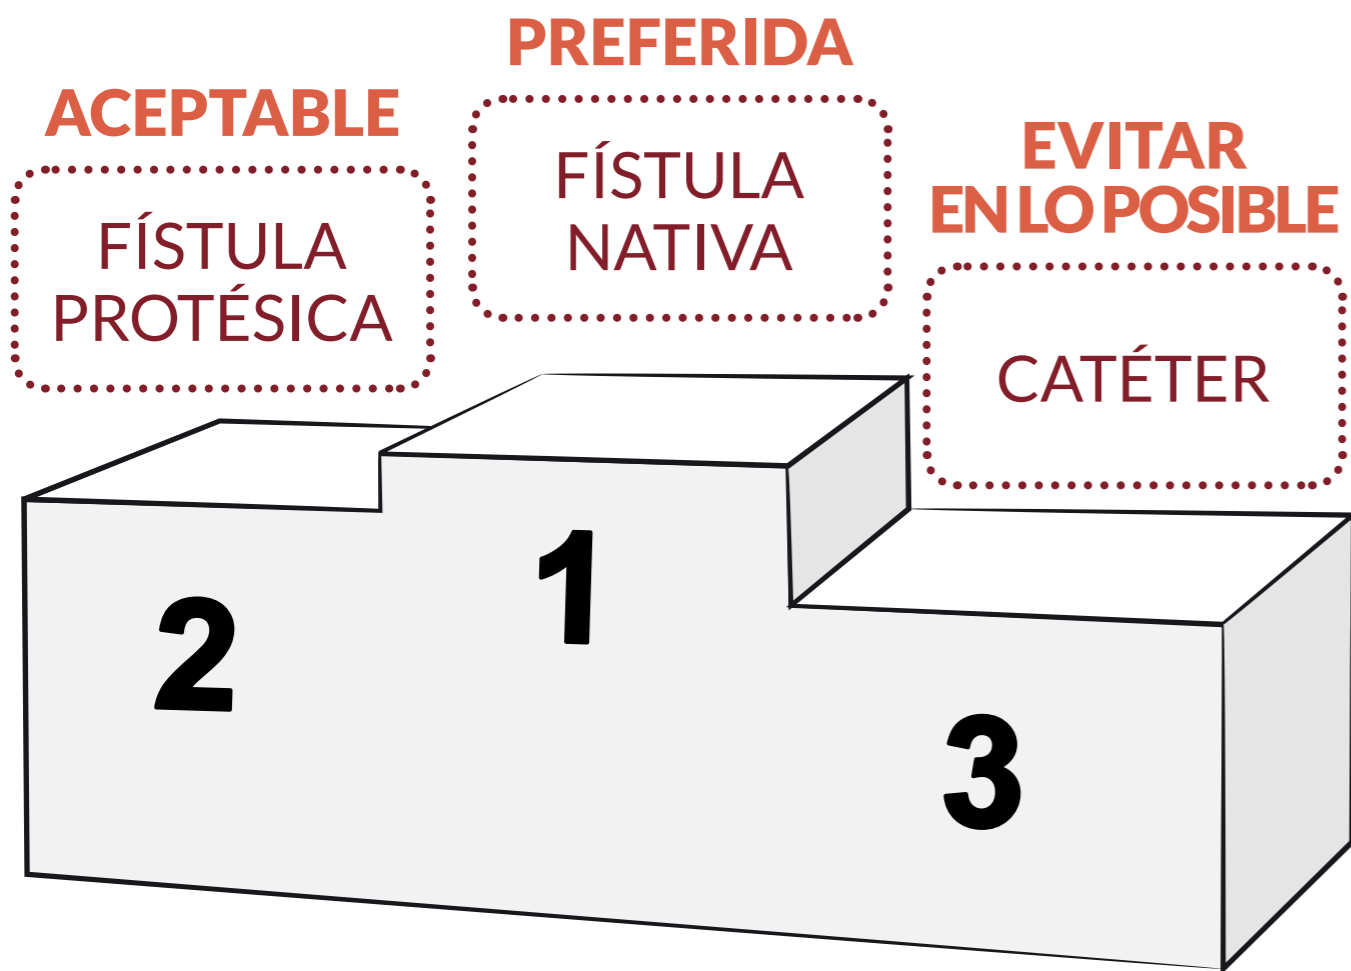 PREFERIDA
FÍSTULA
NATIVA
ACEPTABLE
FÍSTULA
PROTÉSICA
EVITAR
EN LO POSIBLE
CATÉTER
2
1
3